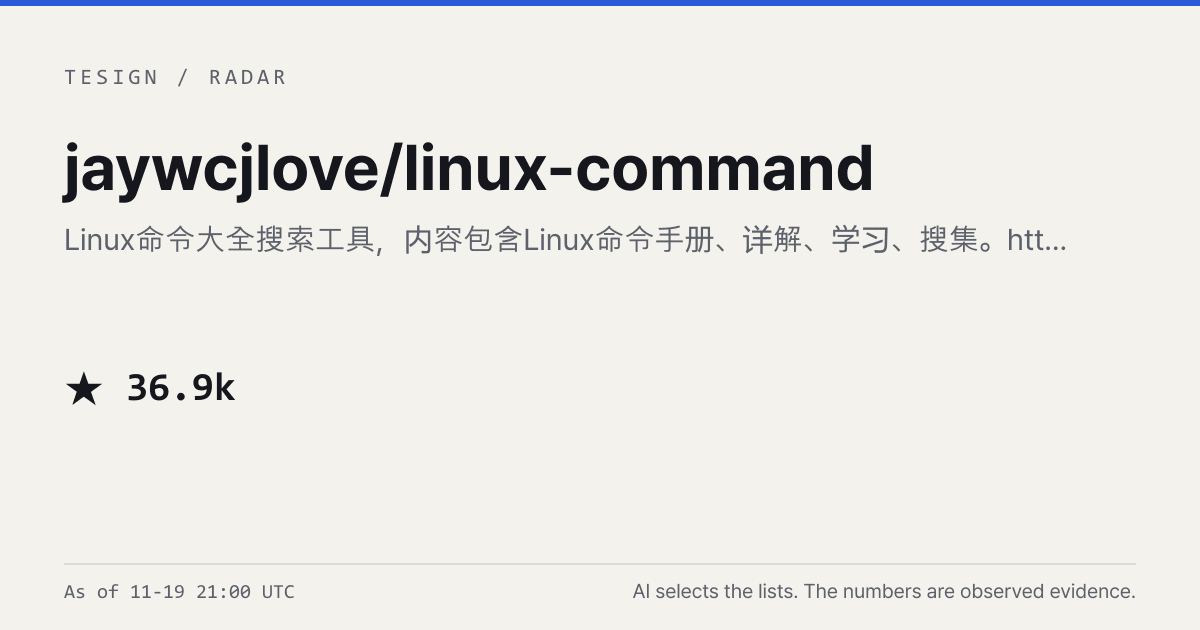 TESIGN / RADAR
jaywcjlove/linux-command
Linux命令大全搜索工具，内容包含Linux命令手册、详解、学习、搜集。htt...
★ 36.9k
As of 11-19 21:00 UTC
AI selects the lists. The numbers are observed evidence.